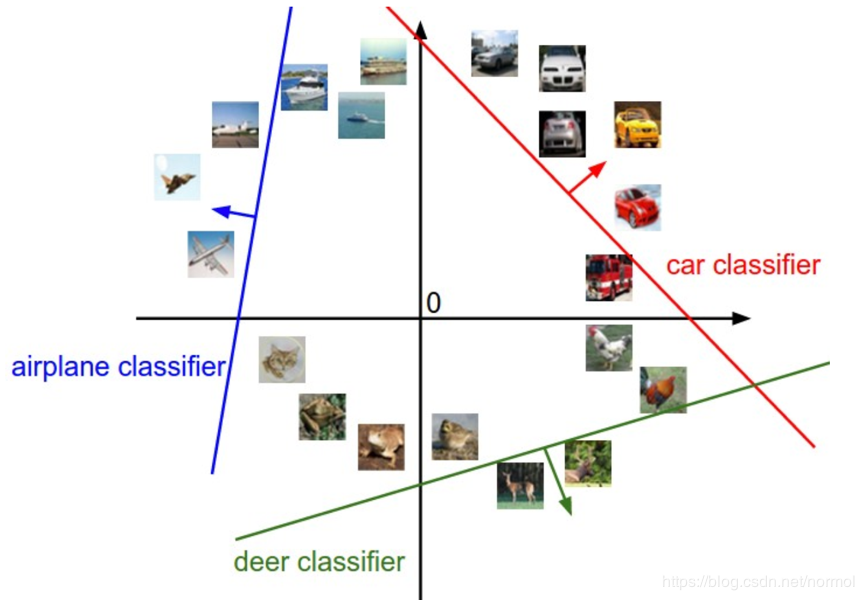 car classifier
0
airplane classifier
deer classifier
https://blog.csdn.net/normol